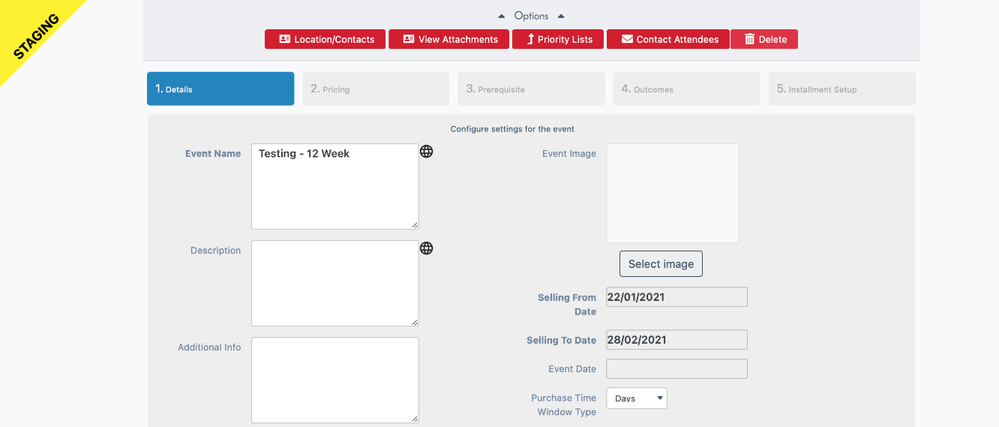 STAGING
Options
Location/Contacts View Attachments Priority Lists Contact Attendees Delete
1. Details 2. Pricing 3. Prerequisite 4. Outcomes 5. Installment Setup
Configure settings for the event
Event Name Testing - 12 Week
Event Image
Description
Select image
Selling From
Date 22/01/2021
Selling To Date 28/02/2021
Additional Info
Event Date
Purchase Time
Window Type Days